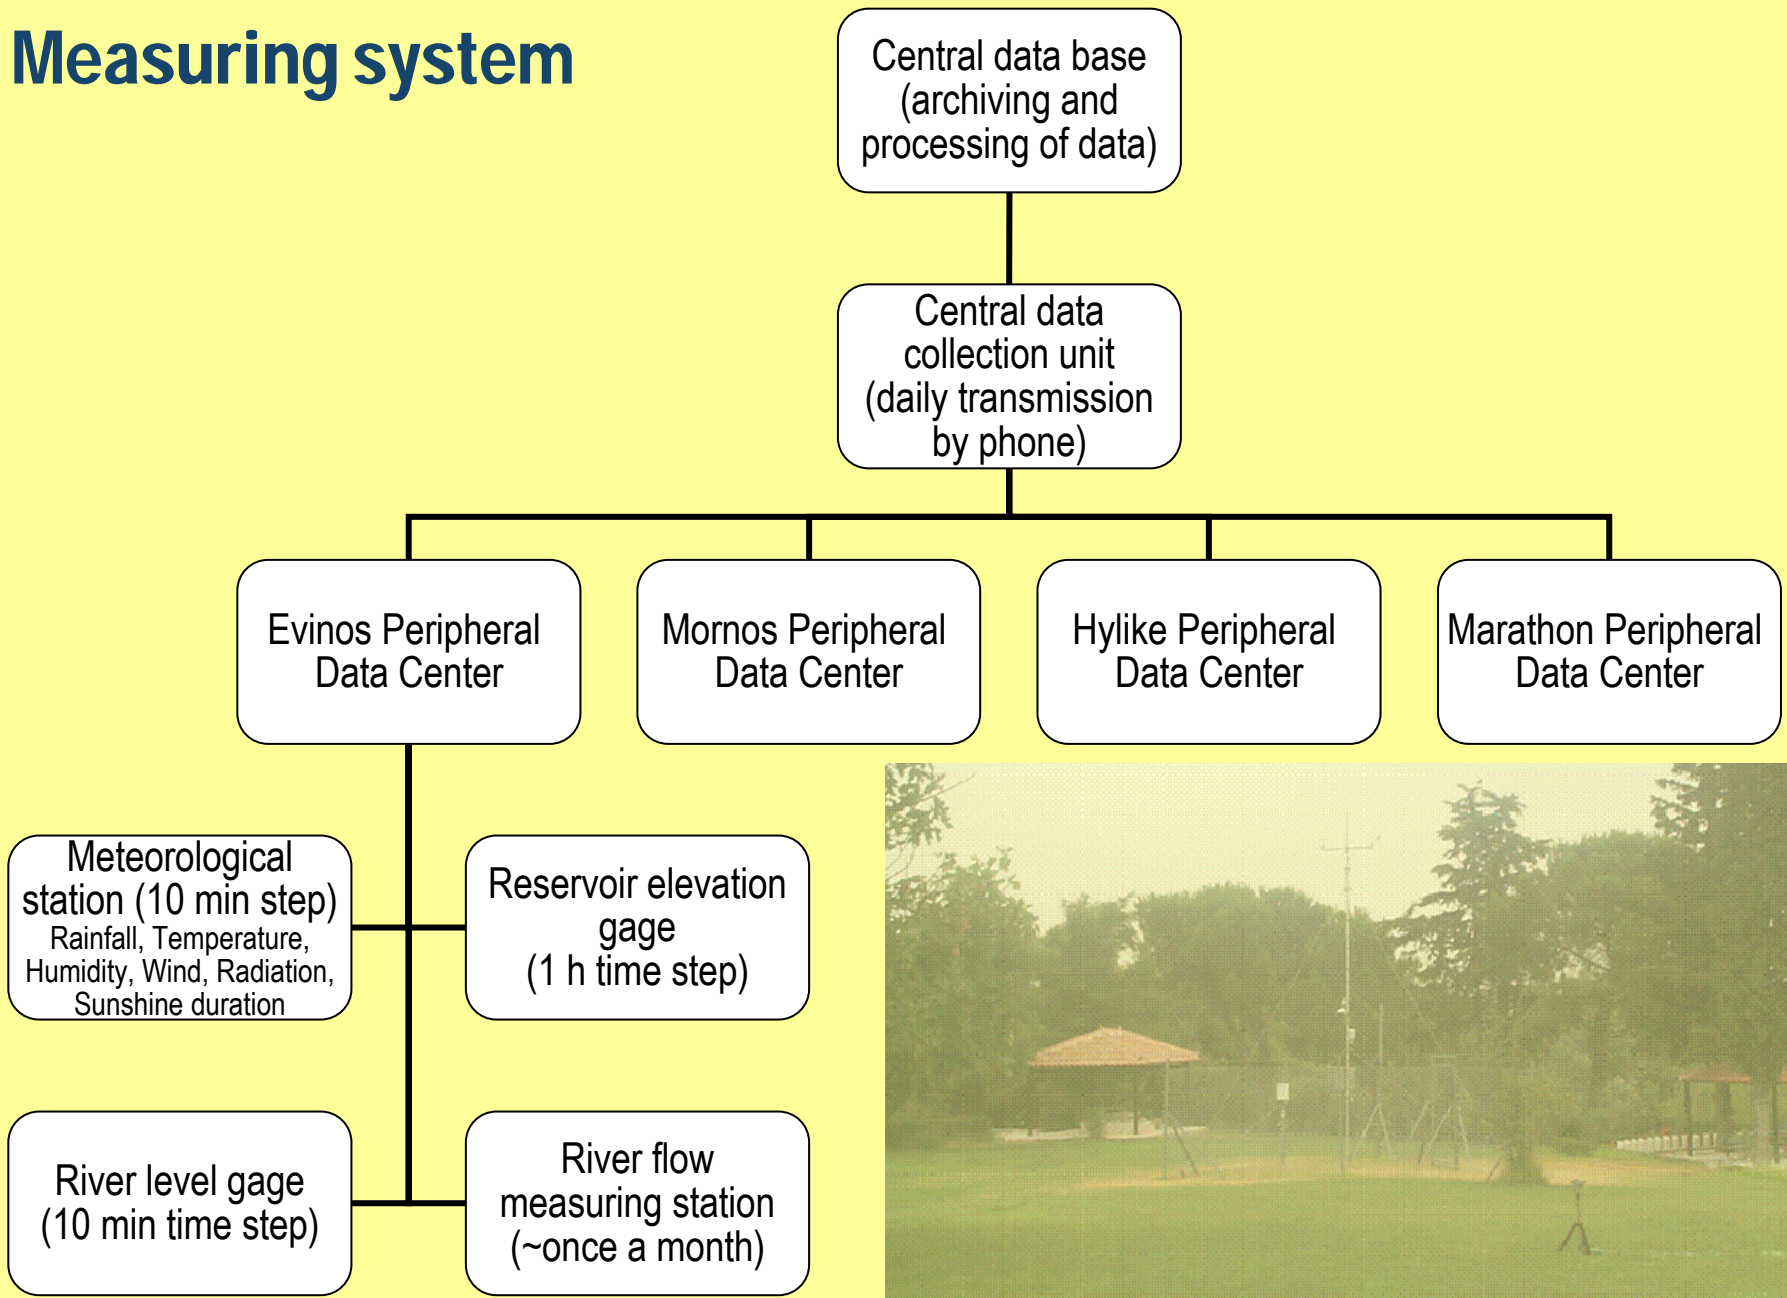 Measuring system
Central data base
(archiving and
processing of data)
Central data
collection unit
(daily transmission
by phone)
Evinos Peripheral
Data Center
Mornos Peripheral
Data Center
Hylike Peripheral
Data Center
Marathon Peripheral
Data Center
Meteorological
station (10 min step)
Rainfall, Temperature,
Humidity, Wind, Radiation,
Sunshine duration
Reservoir elevation
gage
(1 h time step)
River level gage
(10 min time step)
River flow
measuring station
(~once a month)